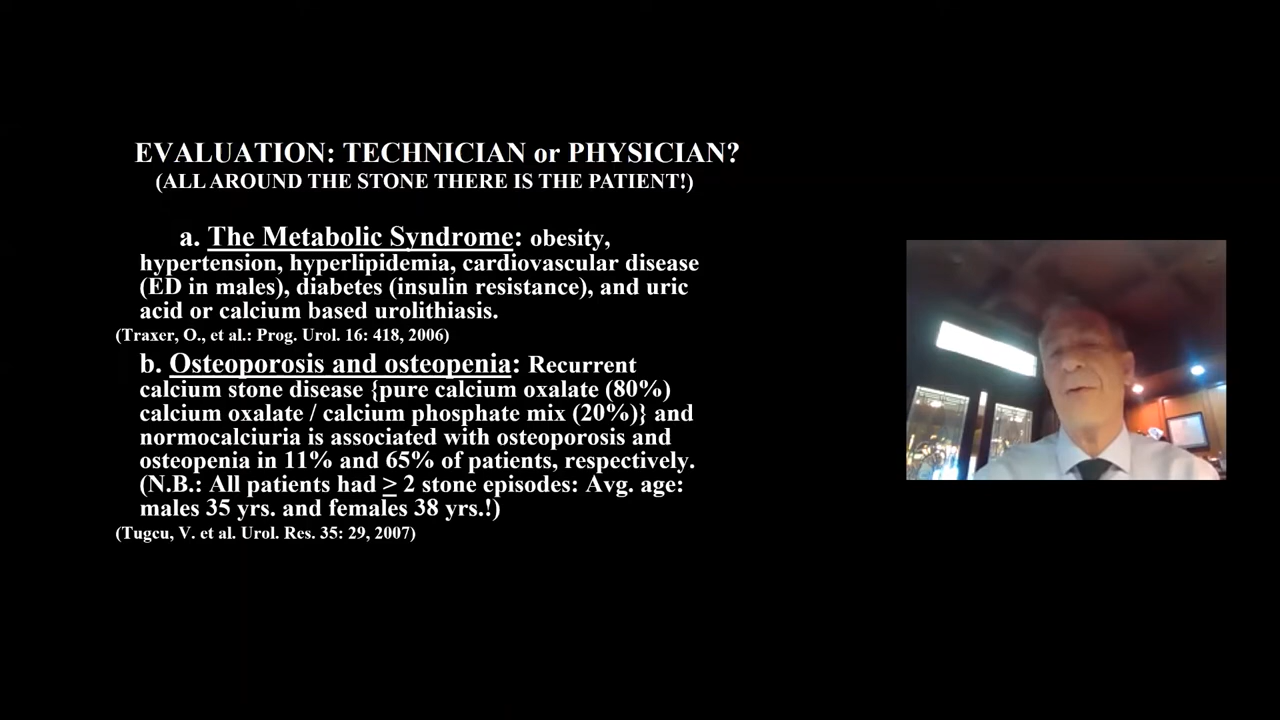 EVALUATION: TECHNICIAN or PHYSICIAN?
(ALL AROUND THE STONE THERE IS THE PATIENT!)
a. The Metabolic Syndrome: obesity,
hypertension, hyperlipidemia, cardiovascular disease
(ED in males), diabetes (insulin resistance), and uric
acid or calcium based urolithiasis.
(Traxer, O., et al.: Prog. Urol. 16: 418, 2006)
b. Osteoporosis and osteopenia: Recurrent
calcium stone disease {pure calcium oxalate (80%)
calcium oxalate / calcium phosphate mix (20%)} and
normocalciuria is associated with osteoporosis and
osteopenia in 11% and 65% of patients, respectively.
(N.B.: All patients had ≥ 2 stone episodes: Avg. age:
males 35 yrs. and females 38 yrs.!)
(Tugcu, V. et al. Urol. Res. 35: 29, 2007)